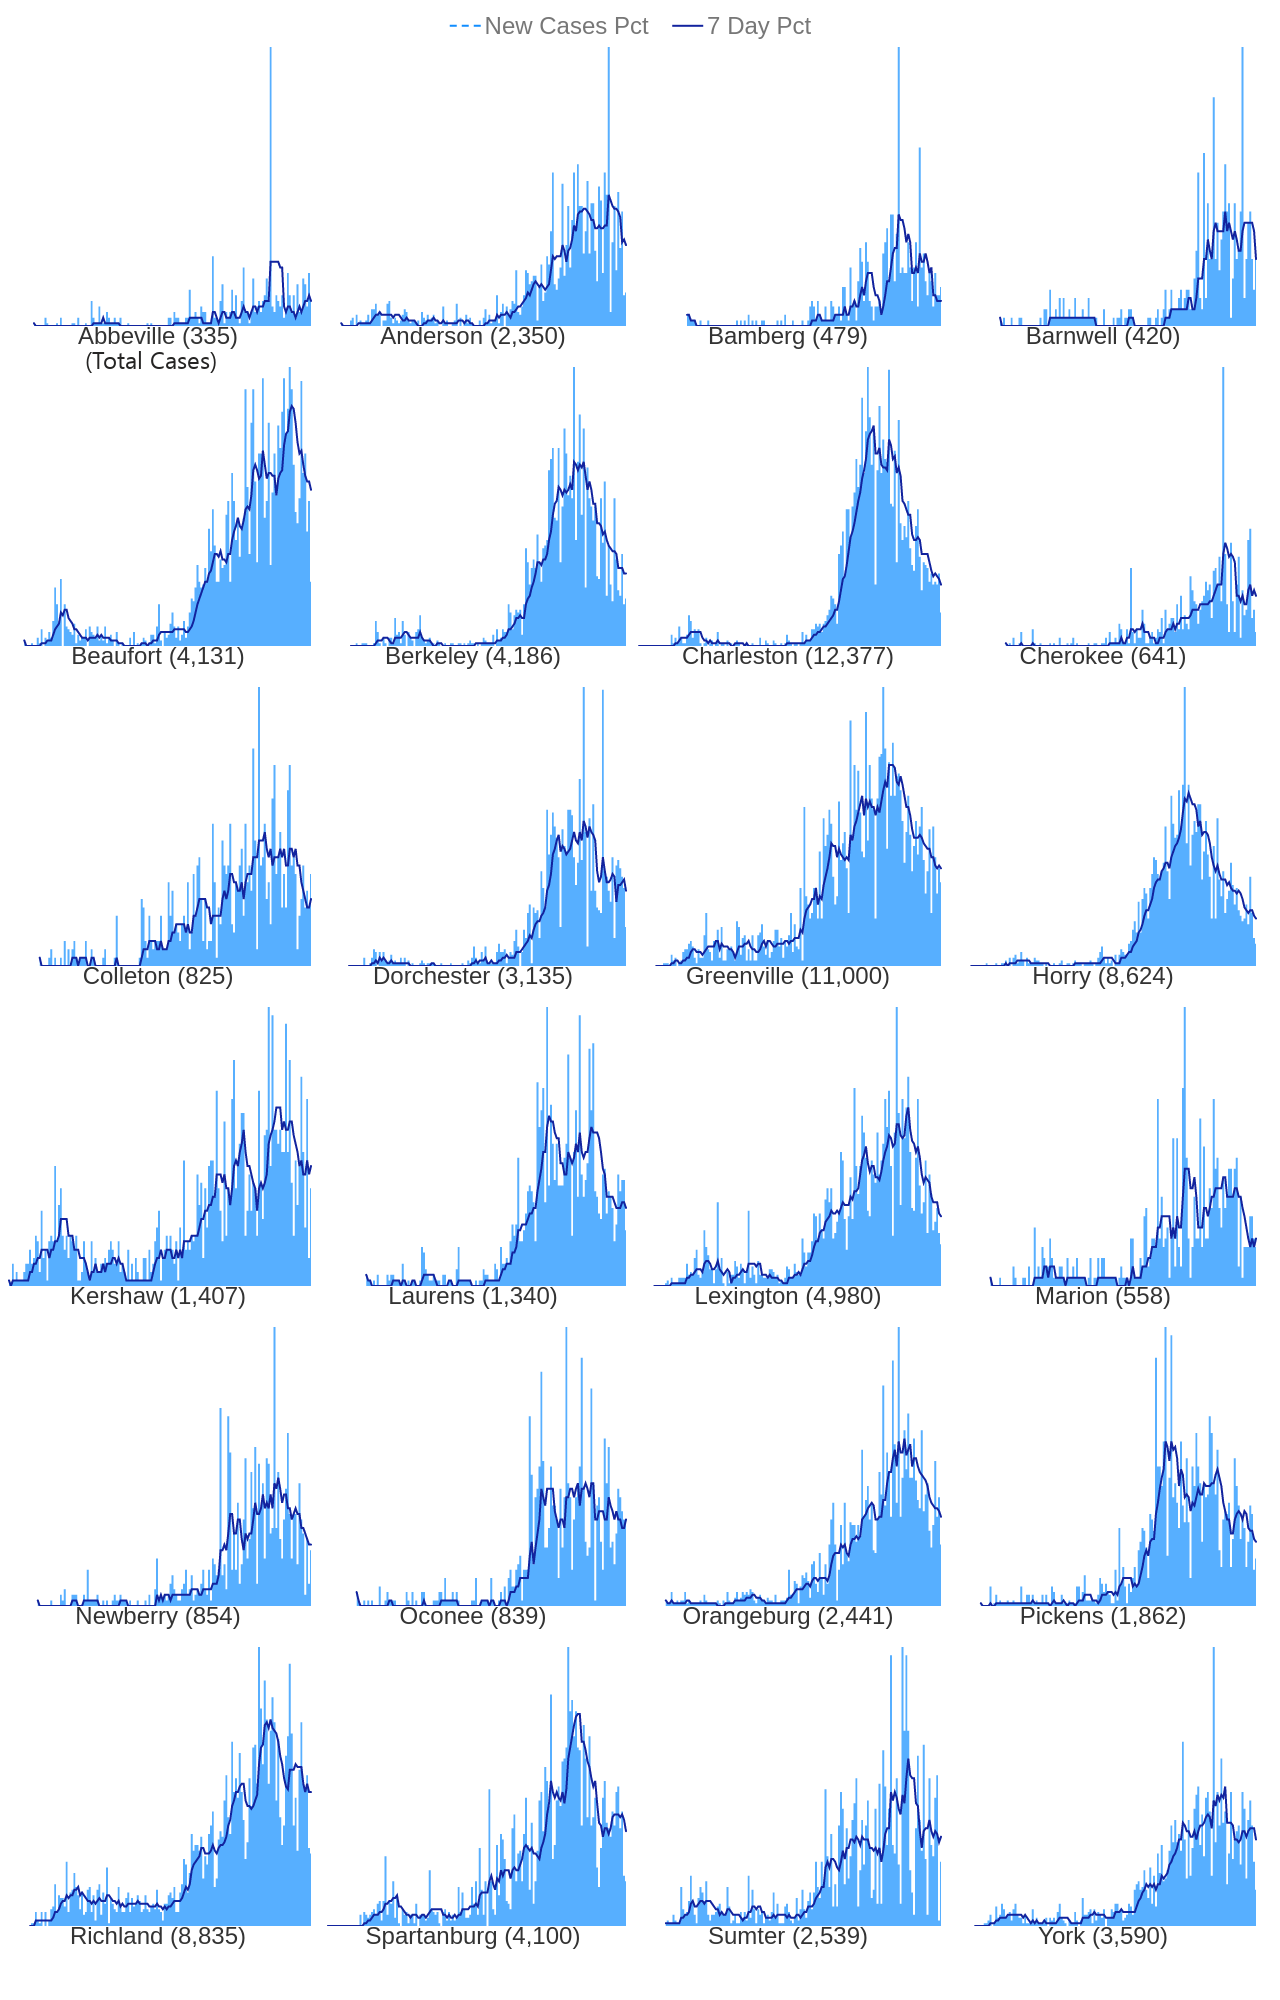 New Cases Pct 7 Day Pct
Abbeville (335) Anderson (2,350) Bamberg (479) Barnwell (420)
(Total Cases)
Beaufort (4,131) Berkeley (4,186) Charleston (12,377) Cherokee (641)
Colleton (825) Dorchester (3,135) Greenville (11,000) Horry (8,624)
Kershaw (1,407) Laurens (1,340) Lexington (4,980) Marion (558)
Newberry (854) Oconee (839) Orangeburg (2,441) Pickens (1,862)
Richland (8,835) Spartanburg (4,100) Sumter (2,539) York (3,590)